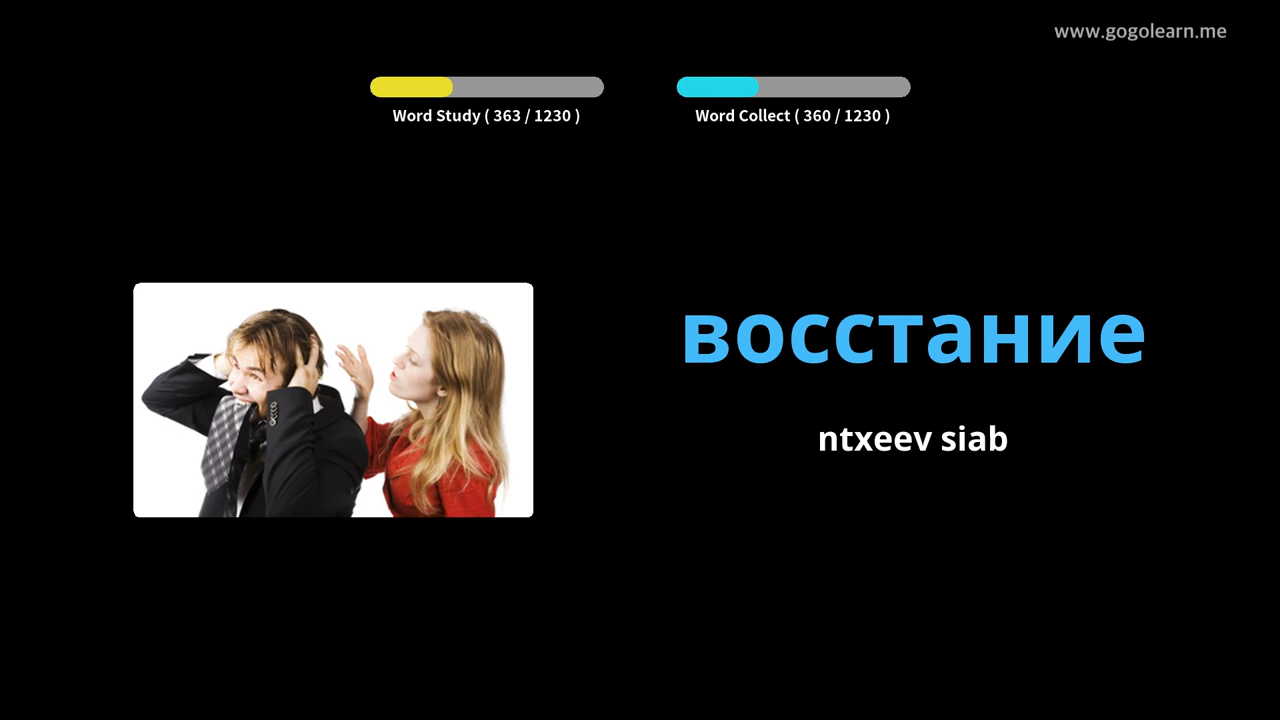 www.gogolearn.me
Word Study ( 363 / 1230 )
Word Collect ( 360 / 1230 )
восстание
ntxeev siab